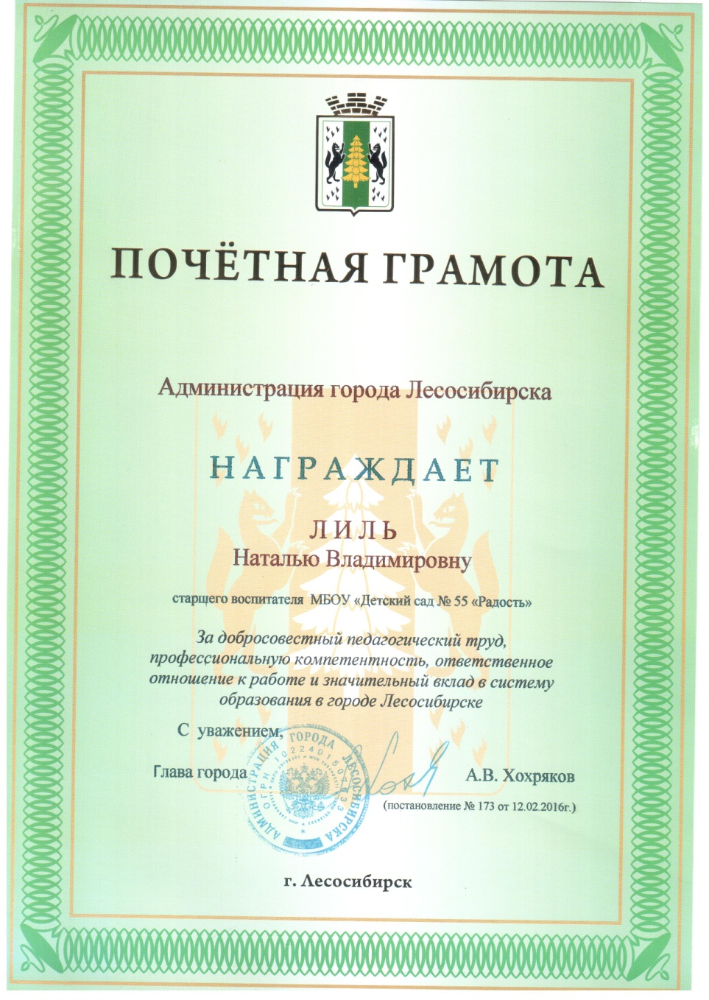 ПОЧЁТНАЯ ГРАМОТА
Администрация города Лесосибирска
НАГРАЖДАЕТ
ЛИЛЬ
Наталью Владимировну
старшего воспитателя МБОУ «Детский сад № 55 «Радость»
За добросовестный педагогический труд,
профессиональную компетентность, ответственное
отношение к работе и значительный вклад в систему
образования в городе Лесосибирске
С уважением,
Глава города
А.В. Хохряков
(постановление № 173 от 12.02.2016г.)
АДМИНИСТРАЦИЯ ГОРОДА ЛЕСОСИБИРСКА
г. Лесосибирск